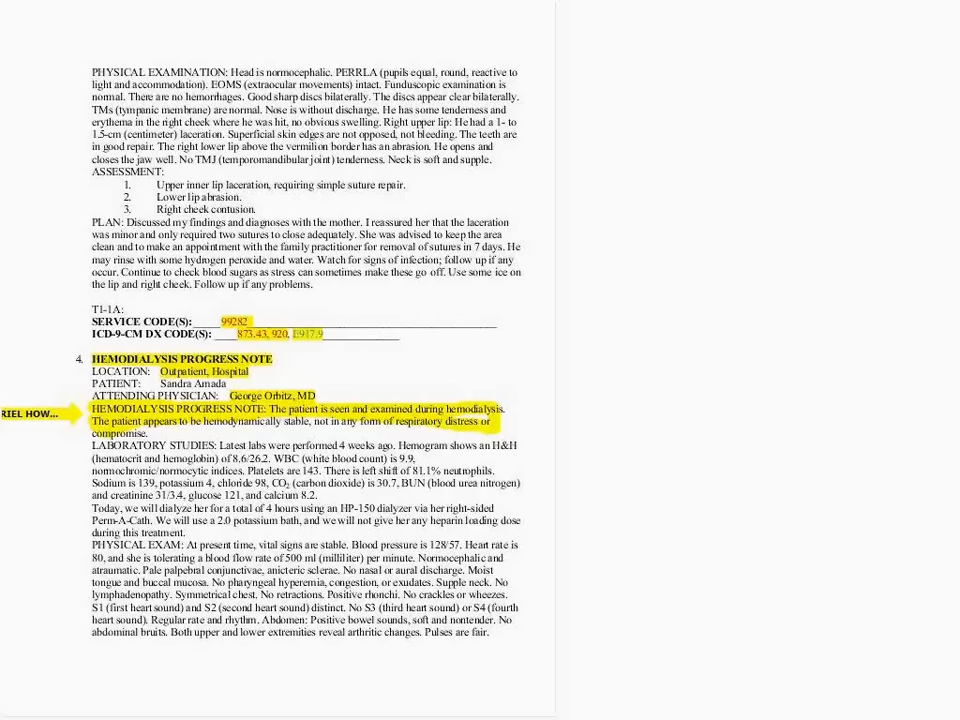 PHYSICAL EXAMINATION: Head is normocephalic. PERRLA (pupils equal, round, reactive to
light and accommodation). EOMS (extraocular movements) intact. Funduscopic examination is
normal. There are no hemorrhages. Good sharp discs bilaterally. The discs appear clear bilaterally.
TMs (tympanic membrane) are normal. Nose is without discharge. He has some tenderness and
erythema in the right cheek where he was hit, no obvious swelling. Right upper lip: He had a 1- to
1.5-cm (centimeter) laceration. Superficial skin edges are not opposed, not bleeding. The teeth are
in good repair. The right lower lip above the vermilion border has an abrasion. He opens and
closes the jaw well. No TMJ (temporomandibular joint) tenderness. Neck is soft and supple.
ASSESSMENT:
1. Upper inner lip laceration, requiring simple suture repair.
2. Lower lip abrasion.
3. Right cheek contusion.
PLAN: Discussed my findings and diagnoses with the mother. I reassured her that the laceration
was minor and only required two sutures to close adequately. She was advised to keep the area
clean and to make an appointment with the family practitioner for removal of sutures in 7 days. He
may rinse with some hydrogen peroxide and water. Watch for signs of infection; follow up if any
occur. Continue to check blood sugars as stress can sometimes make these go off. Use some ice on
the lip and right cheek. Follow up if any problems.
T1-1A:
SERVICE CODE(S): 99282
ICD-9-CM DX CODE(S): 873.43, 920, E917.9
4. HEMODIALYSIS PROGRESS NOTE
LOCATION: Outpatient, Hospital
PATIENT: Sandra Amada
ATTENDING PHYSICIAN: George Orbitz, MD
RIEL HOW... HEMODIALYSIS PROGRESS NOTE: The patient is seen and examined during hemodialysis.
The patient appears to be hemodynamically stable, not in any form of respiratory distress or
compromise.
LABORATORY STUDIES: Latest labs were performed 4 weeks ago. Hemogram shows an H&H
(hematocrit and hemoglobin) of 8.6/26.2. WBC (white blood count) is 9.9,
normochromic/normocytic indices. Platelets are 143. There is left shift of 81.1% neutrophils.
Sodium is 139, potassium 4, chloride 98, CO2 (carbon dioxide) is 30.7, BUN (blood urea nitrogen)
and creatinine 31/3.4, glucose 121, and calcium 8.2.
Today, we will dialyze her for a total of 4 hours using an HP-150 dialyzer via her right-sided
Perm-A-Cath. We will use a 2.0 potassium bath, and we will not give her any heparin loading dose
during this treatment.
PHYSICAL EXAM: At present time, vital signs are stable. Blood pressure is 128/57. Heart rate is
80, and she is tolerating a blood flow rate of 500 ml (milliliter) per minute. Normocephalic and
atraumatic. Pale palpebral conjunctivae, anicteric sclerae. No nasal or aural discharge. Moist
tongue and buccal mucosa. No pharyngeal hyperemia, congestion, or exudates. Supple neck. No
lymphadenopathy. Symmetrical chest. No retractions. Positive rhonchi. No crackles or wheezes.
S1 (first heart sound) and S2 (second heart sound) distinct. No S3 (third heart sound) or S4 (fourth
heart sound). Regular rate and rhythm. Abdomen: Positive bowel sounds, soft and nontender. No
abdominal bruits. Both upper and lower extremities reveal arthritic changes. Pulses are fair.